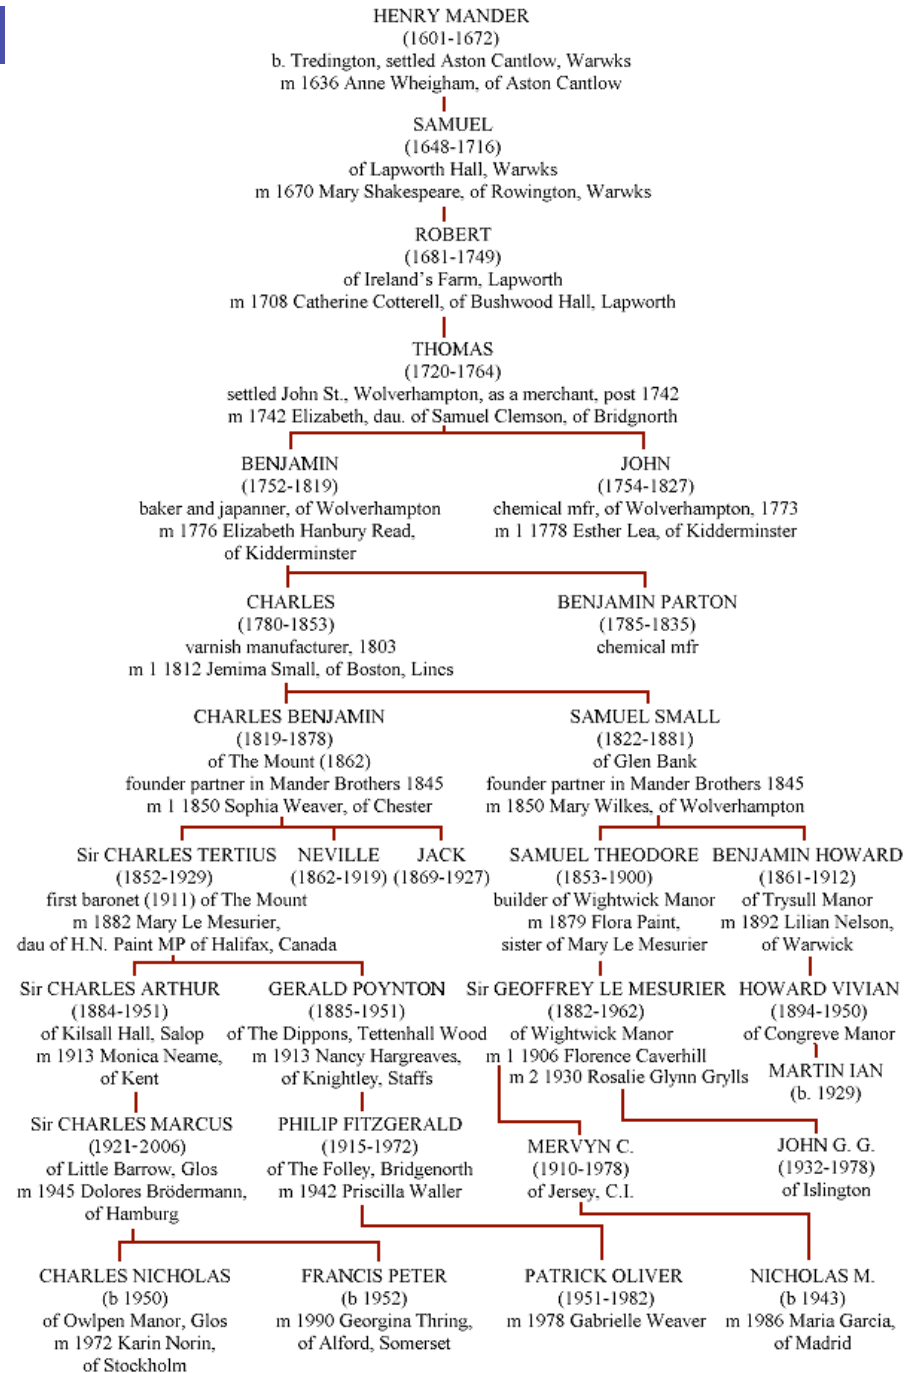 HENRY MANDER
(1601-1672)
b. Tredington, settled Aston Cantlow, Warwks
m 1636 Anne Wheigham, of Aston Cantlow
SAMUEL
(1648-1716)
of Lapworth Hall, Warwks
m 1670 Mary Shakespeare, of Rowington, Warwks
ROBERT
(1681-1749)
of Ireland's Farm, Lapworth
m 1708 Catherine Cotterell, of Bushwood Hall, Lapworth
THOMAS
(1720-1764)
settled John St., Wolverhampton, as a merchant, post 1742
m 1742 Elizabeth, dau. of Samuel Clemson, of Bridgnorth
BENJAMIN
(1752-1819)
baker and japanner, of Wolverhampton
m 1776 Elizabeth Hanbury Read,
of Kidderminster
JOHN
(1754-1827)
chemical mfr, of Wolverhampton, 1773
m 1 1778 Esther Lea, of Kidderminster
CHARLES
(1780-1853)
varnish manufacturer, 1803
m 1 1812 Jemima Small, of Boston, Lincs
BENJAMIN PARTON
(1785-1835)
chemical mfr
CHARLES BENJAMIN
(1819-1878)
of The Mount (1862)
founder partner in Mander Brothers 1845
m 1 1850 Sophia Weaver, of Chester
SAMUEL SMALL
(1822-1881)
of Glen Bank
founder partner in Mander Brothers 1845
m 1850 Mary Wilkes, of Wolverhampton
Sir CHARLES TERTIUS
(1852-1929)
first baronet (1911) of The Mount
m 1882 Mary Le Mesurier,
dau of H.N. Paint MP of Halifax, Canada
NEVILLE
(1862-1919)
JACK
(1869-1927)
SAMUEL THEODORE
(1853-1900)
builder of Wightwick Manor
m 1879 Flora Paint,
sister of Mary Le Mesurier
BENJAMIN HOWARD
(1861-1912)
of Trysull Manor
m 1892 Lilian Nelson,
of Warwick
Sir CHARLES ARTHUR
(1884-1951)
of Kilsall Hall, Salop
m 1913 Monica Neame,
of Kent
GERALD POYNTON
(1885-1951)
of The Dippons, Tettenhall Wood
m 1913 Nancy Hargreaves,
of Knightley, Staffs
Sir GEOFFREY LE MESURIER
(1882-1962)
of Wightwick Manor
m 1 1906 Florence Caverhill
m 2 1930 Rosalie Glynn Grylls
HOWARD VIVIAN
(1894-1950)
of Congreve Manor
MARTIN IAN
(b. 1929)
Sir CHARLES MARCUS
(1921-2006)
of Little Barrow, Glos
m 1945 Dolores Brödermann,
of Hamburg
PHILIP FITZGERALD
(1915-1972)
of The Folley, Bridgenorth
m 1942 Priscilla Waller
MERVYN C.
(1910-1978)
of Jersey, C.I.
JOHN G. G.
(1932-1978)
of Islington
CHARLES NICHOLAS
(b 1950)
of Owlpen Manor, Glos
m 1972 Karin Norin,
of Stockholm
FRANCIS PETER
(b 1952)
m 1990 Georgina Thring,
of Alford, Somerset
PATRICK OLIVER
(1951-1982)
m 1978 Gabrielle Weaver
NICHOLAS M.
(b 1943)
m 1986 Maria Garcia,
of Madrid